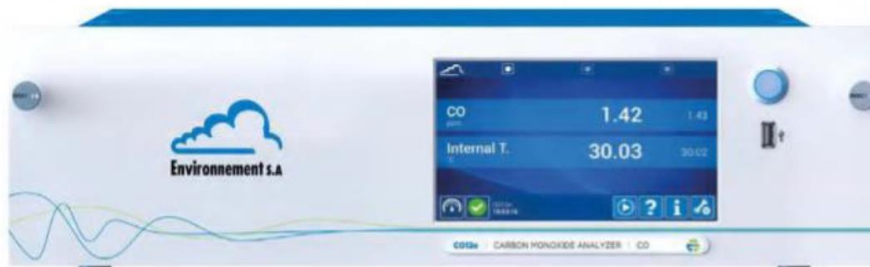 CO 1.42 1.43
ppm
Internal T. 30.03 30.02
°C
Environnement s.a
? i
CO12e CARBON MONOXIDE ANALYZER CO